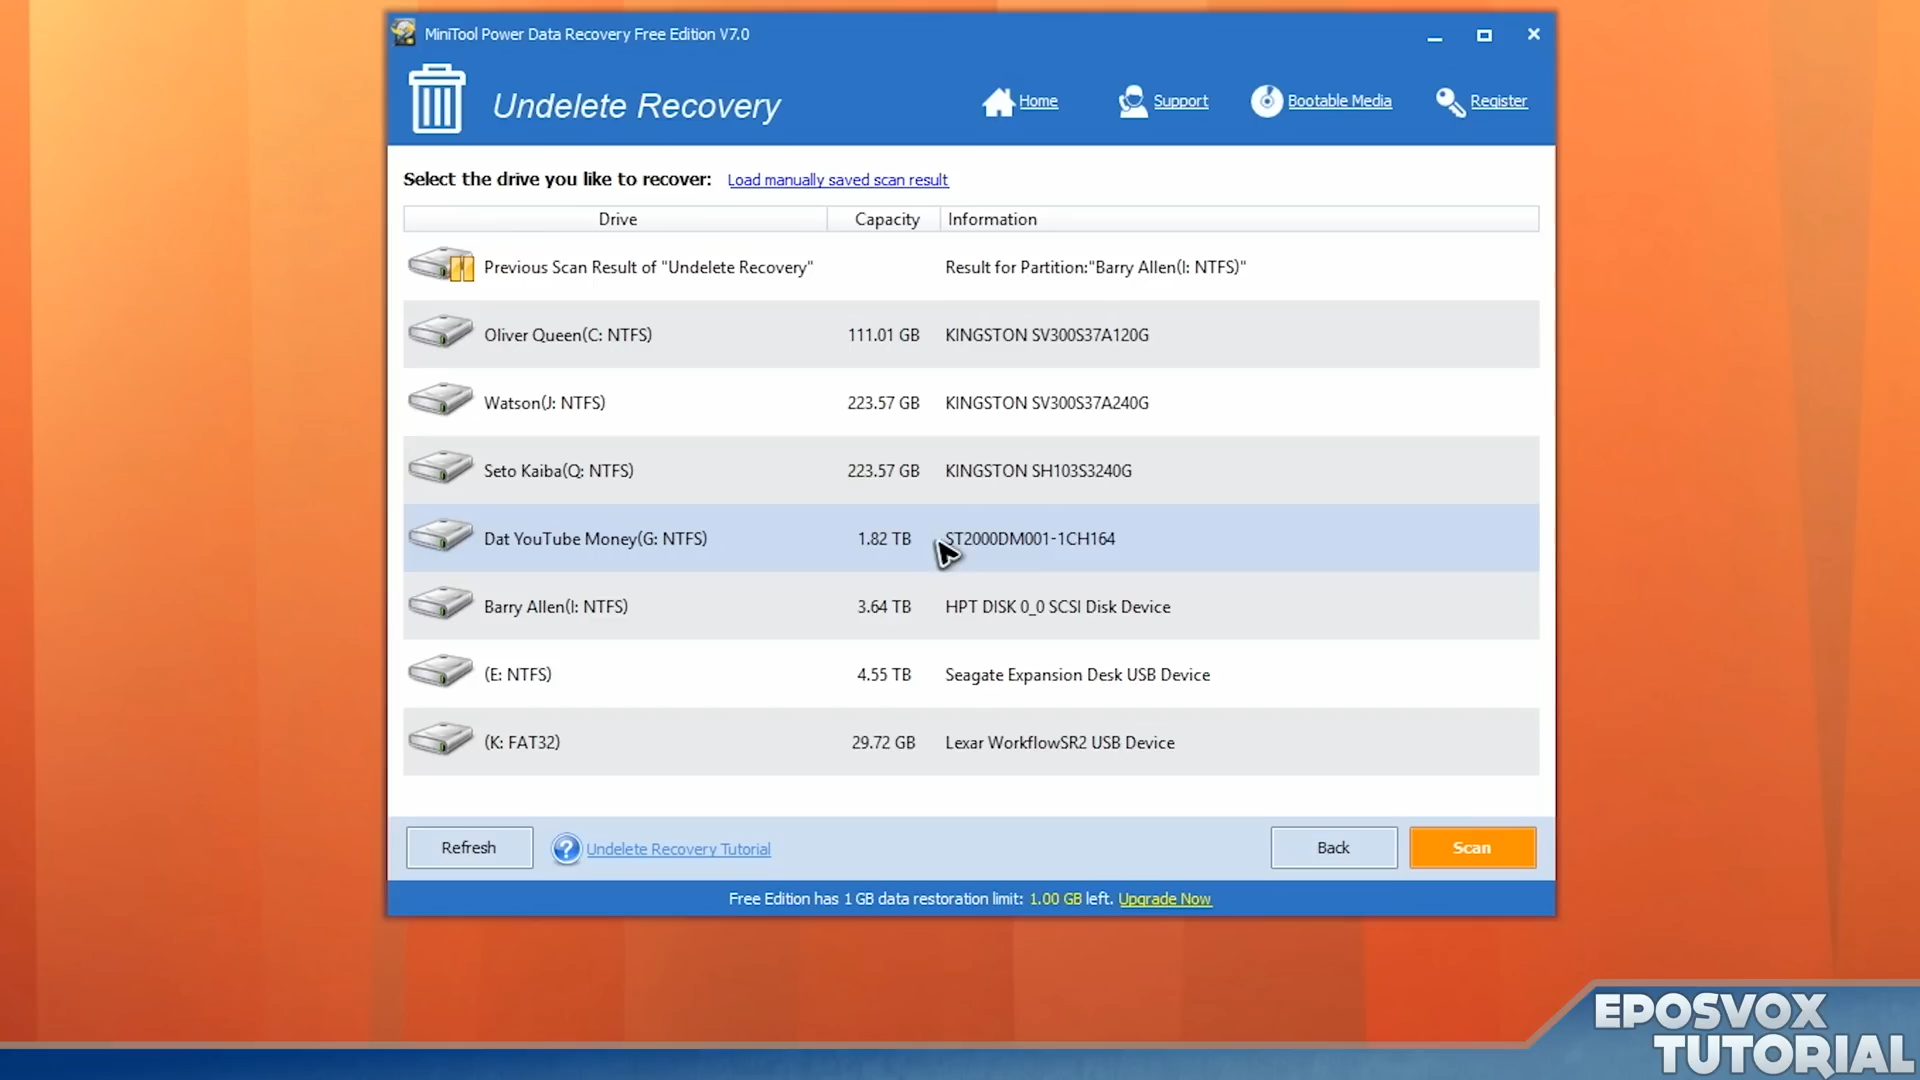 MiniTool Power Data Recovery Free Edition V7.0
Undelete Recovery
Home Support Bootable Media Register
Select the drive you like to recover: Load manually saved scan result
Drive Capacity Information
Previous Scan Result of "Undelete Recovery" Result for Partition:"Barry Allen(I: NTFS)"
Oliver Queen(C: NTFS) 111.01 GB KINGSTON SV300S37A120G
Watson(J: NTFS) 223.57 GB KINGSTON SV300S37A240G
Seto Kaiba(Q: NTFS) 223.57 GB KINGSTON SH103S3240G
Dat YouTube Money(G: NTFS) 1.82 TB ST2000DM001-1CH164
Barry Allen(I: NTFS) 3.64 TB HPT DISK 0_0 SCSI Disk Device
(E: NTFS) 4.55 TB Seagate Expansion Desk USB Device
(K: FAT32) 29.72 GB Lexar WorkflowSR2 USB Device
Refresh ? Undelete Recovery Tutorial Back Scan
Free Edition has 1 GB data restoration limit: 1.00 GB left. Upgrade Now
EPOSVOX
TUTORIAL